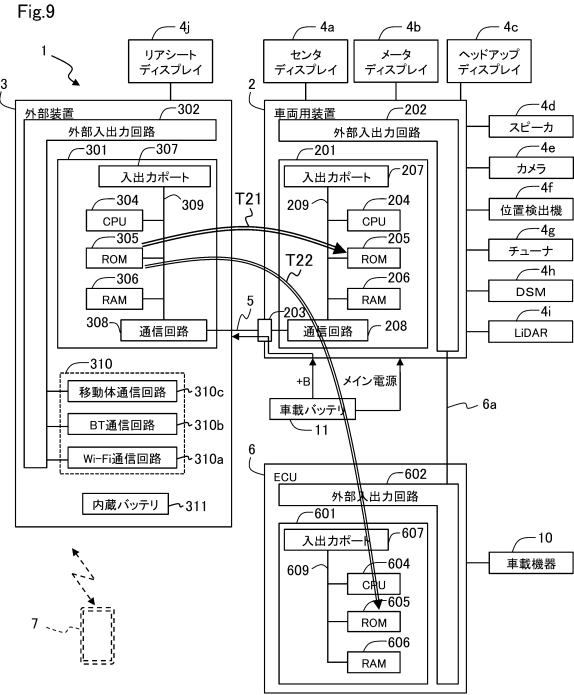 Fig.9
1
4j
リアシート
ディスプレイ
4a
センタ
ディスプレイ
4b
メータ
ディスプレイ
4c
ヘッドアップ
ディスプレイ
3
外部装置
302
外部入出力回路
301
307
入出力ポート
309
304
CPU
305
ROM
306
RAM
308
通信回路
310
移動体通信回路
310c
BT通信回路
310b
Wi-Fi通信回路
310a
内蔵バッテリ
311
7
T21
T22
5
203
2
車両用装置
202
外部入出力回路
201
207
入出力ポート
209
204
CPU
205
ROM
206
RAM
通信回路
208
4d
スピーカ
4e
カメラ
4f
位置検出機
4g
チューナ
4h
DSM
4i
LiDAR
+B
メイン電源
車載バッテリ
11
6a
6
ECU
602
外部入出力回路
601
607
入出力ポート
609
604
CPU
605
ROM
606
RAM
10
車載機器